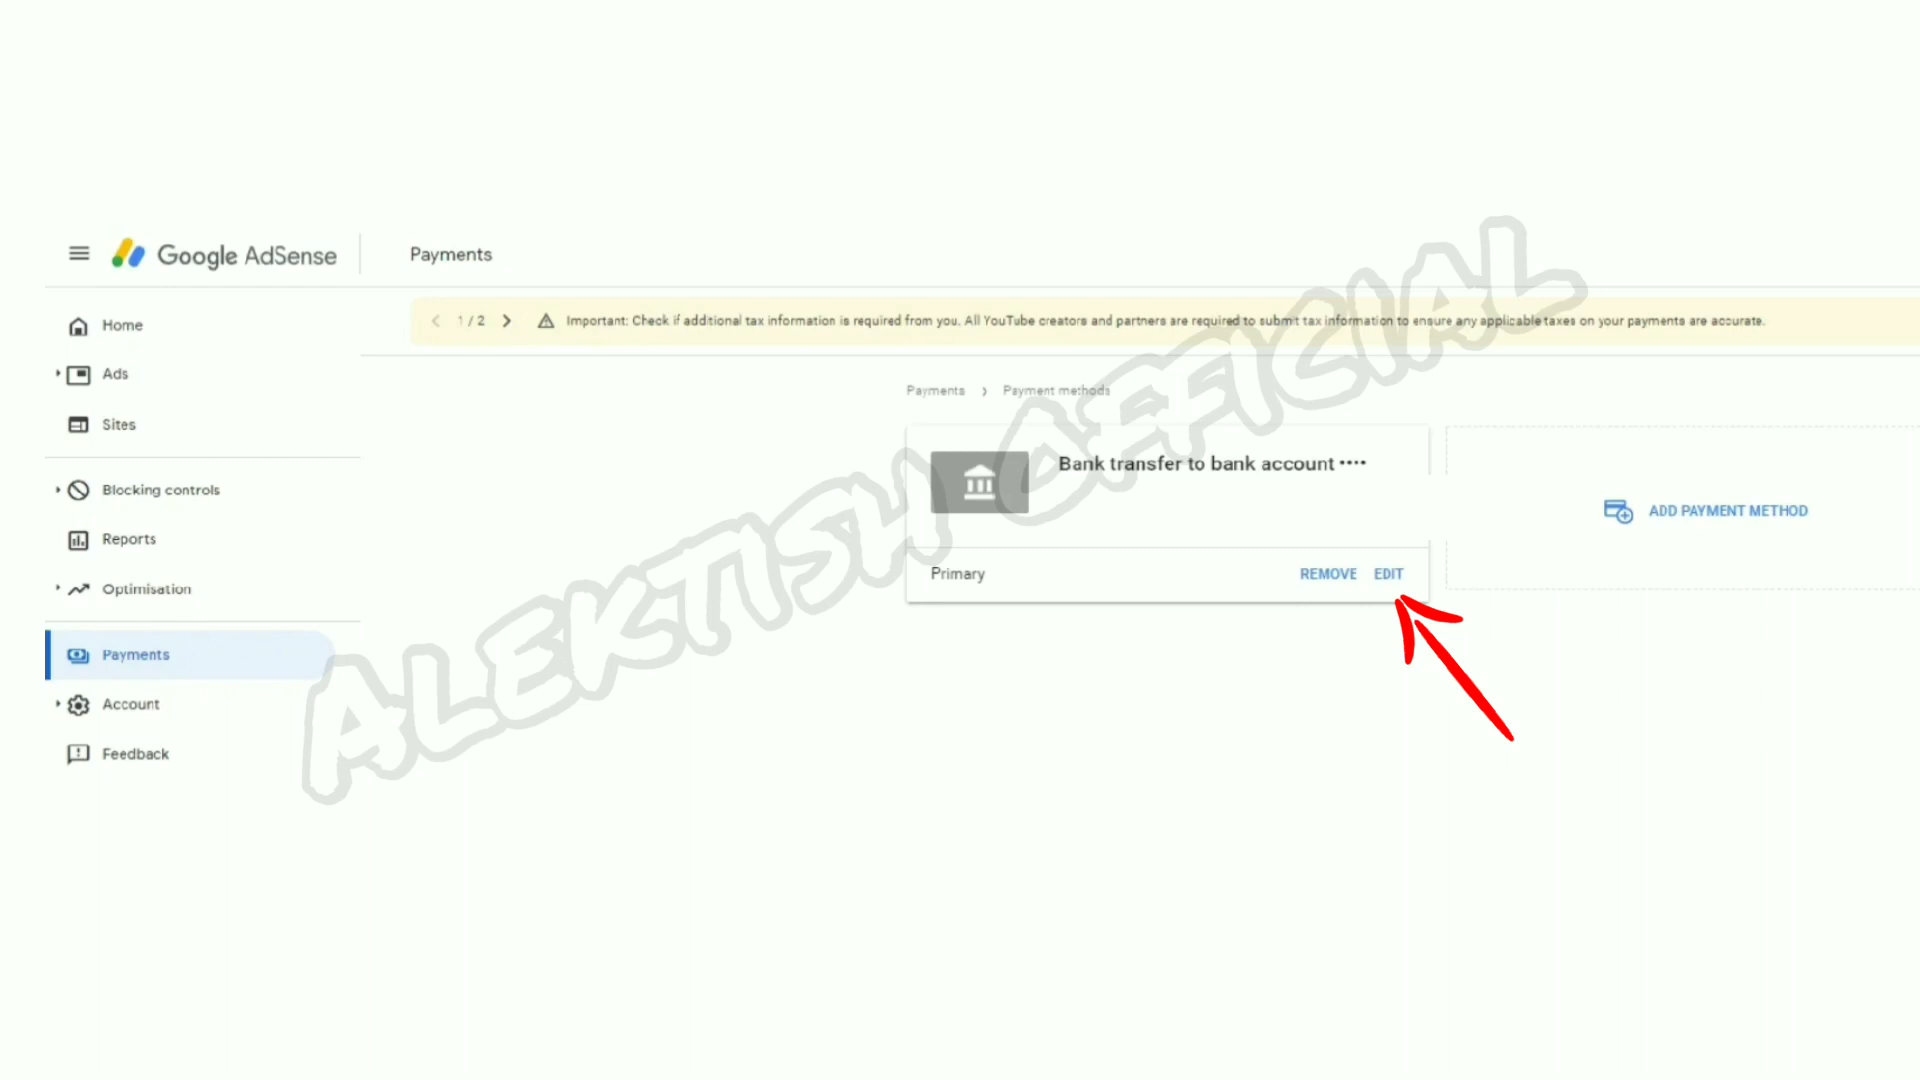 Google AdSense
Payments
Home
Ads
Sites
Blocking controls
Reports
Optimisation
Payments
Account
Feedback
1 / 2
Important: Check if additional tax information is required from you. All YouTube creators and partners are required to submit tax information to ensure any applicable taxes on your payments are accurate.
Payments > Payment methods
Bank transfer to bank account ••••
Primary
REMOVE EDIT
ADD PAYMENT METHOD
ALEKTISH OFFICIAL